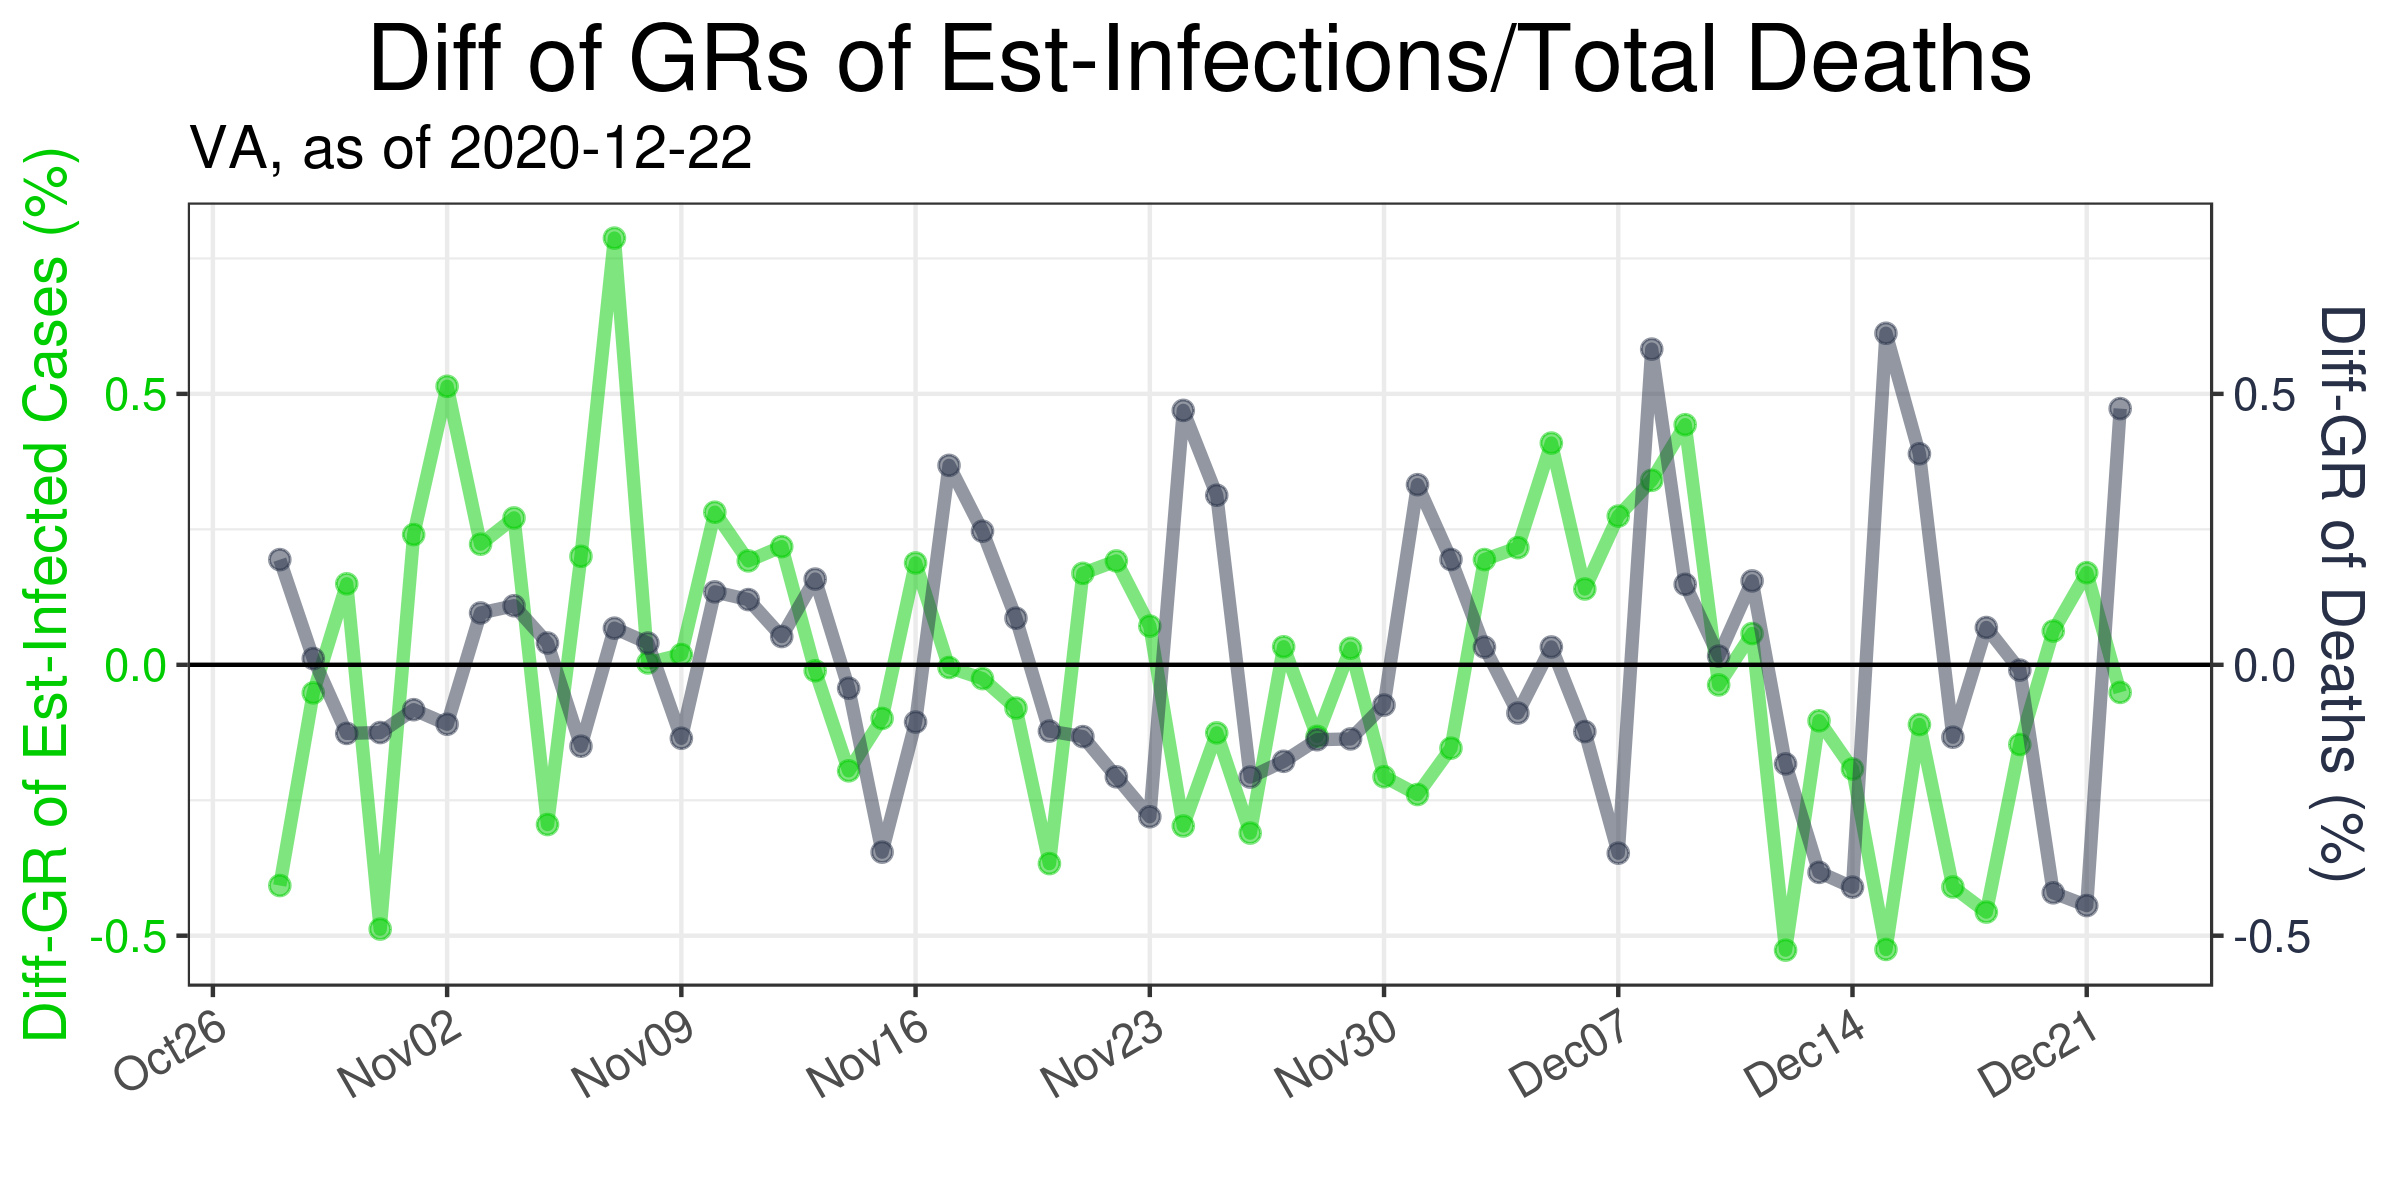 Diff of GRs of Est-Infections/Total Deaths
VA, as of 2020-12-22
Diff-GR of Est-Infected Cases (%)
0.5
0.0
-0.5
0.5
0.0
-0.5
Diff-GR of Deaths (%)
Oct26
Nov02
Nov09
Nov16
Nov23
Nov30
Dec07
Dec14
Dec21